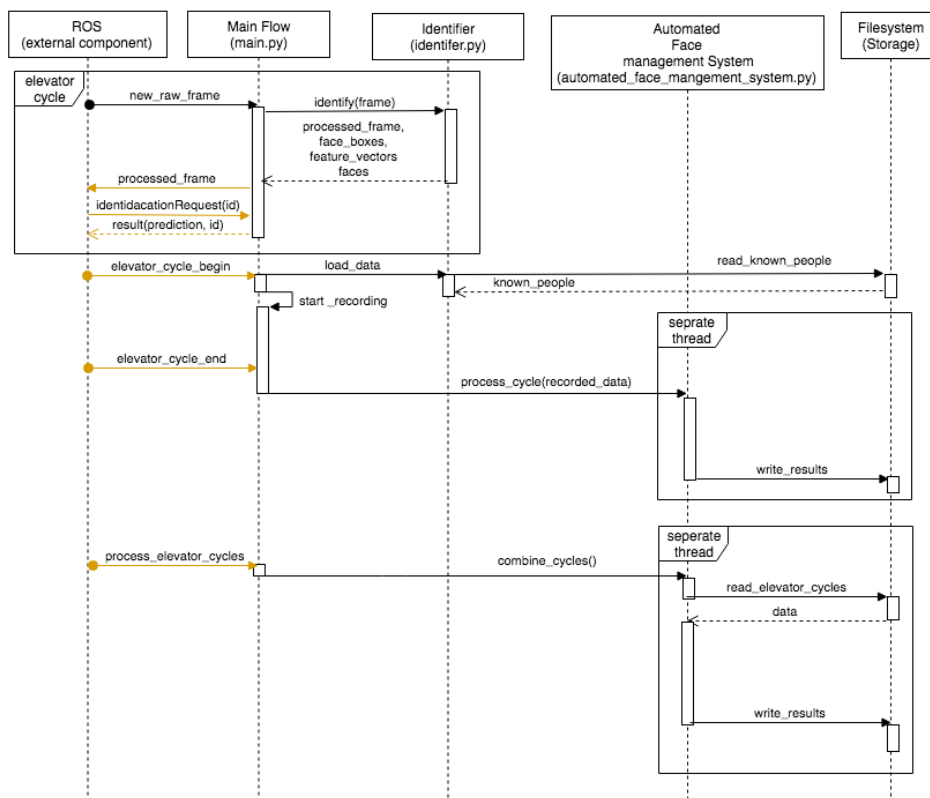 ROS
(external component)
Main Flow
(main.py)
Identifier
(identifer.py)
Automated
Face
management System
(automated_face_mangement_system.py)
Filesystem
(Storage)
elevator
cycle
new_raw_frame
identify(frame)
processed_frame,
face_boxes,
feature_vectors
faces
processed_frame
identidacationRequest(id)
result(prediction, id)
elevator_cycle_begin
load_data
read_known_people
known_people
start _recording
seprate
thread
elevator_cycle_end
process_cycle(recorded_data)
write_results
seperate
thread
process_elevator_cycles
combine_cycles()
read_elevator_cycles
data
write_results